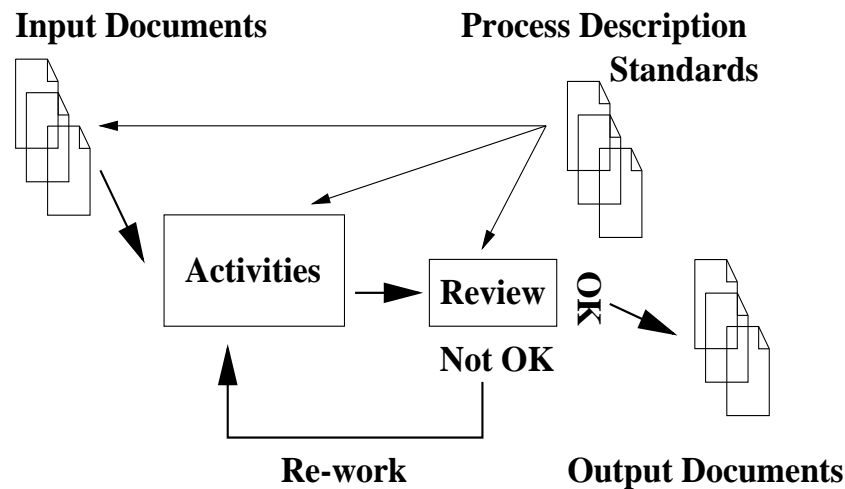 Input Documents
Process Description
Standards
Activities
Review
OK
Not OK
Re-work
Output Documents